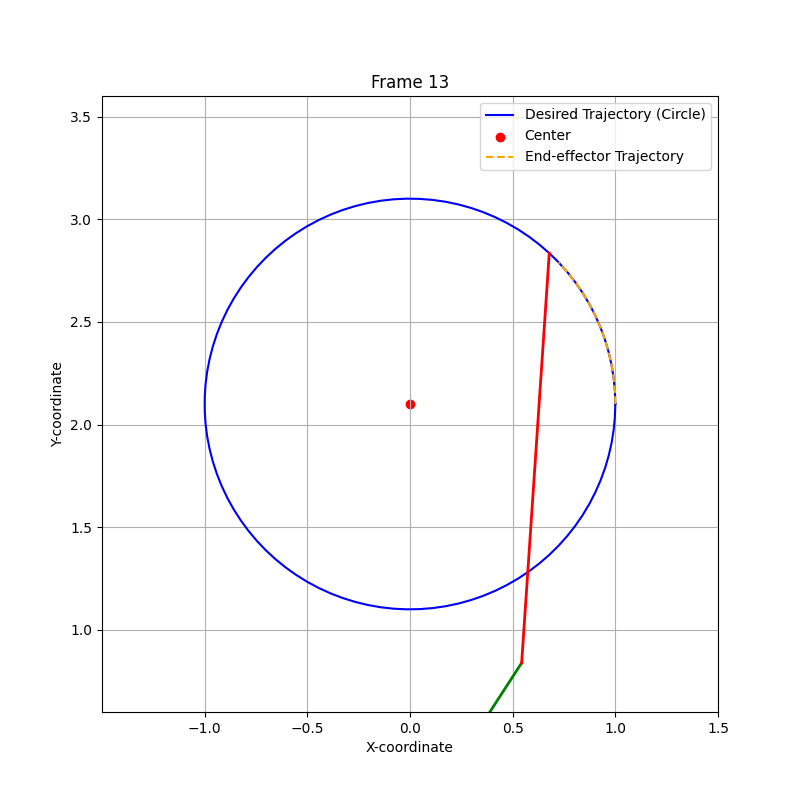 Frame 13
Desired Trajectory (Circle)
Center
End-effector Trajectory
Y-coordinate
3.5
3.0
2.5
2.0
1.5
1.0
−1.0 −0.5 0.0 0.5 1.0 1.5
X-coordinate